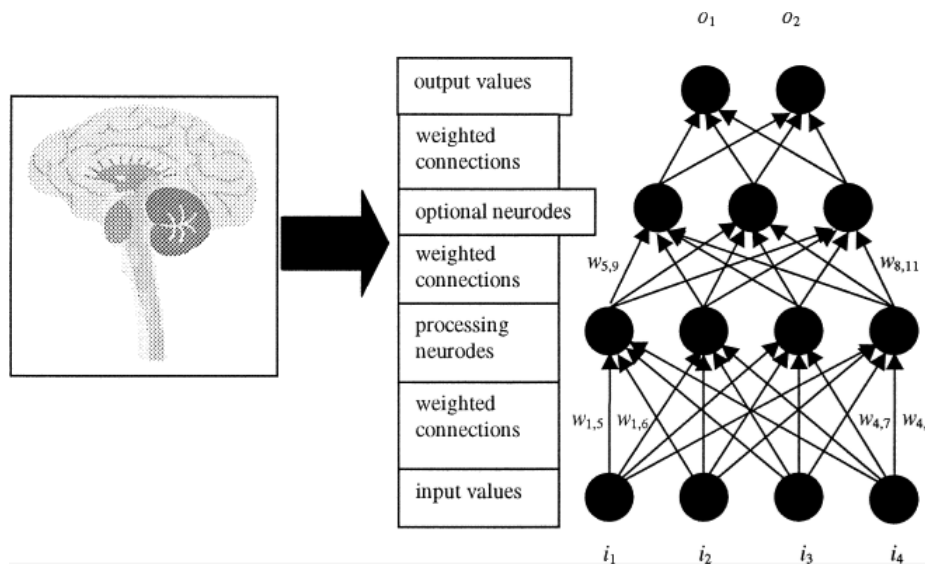 o1 o2
output values
weighted
connections
optional neurodes
weighted
connections
w5,9 w8,11
processing
neurodes
weighted
connections
w1,5 w1,6 w4,7 w4,
input values
i1 i2 i3 i4